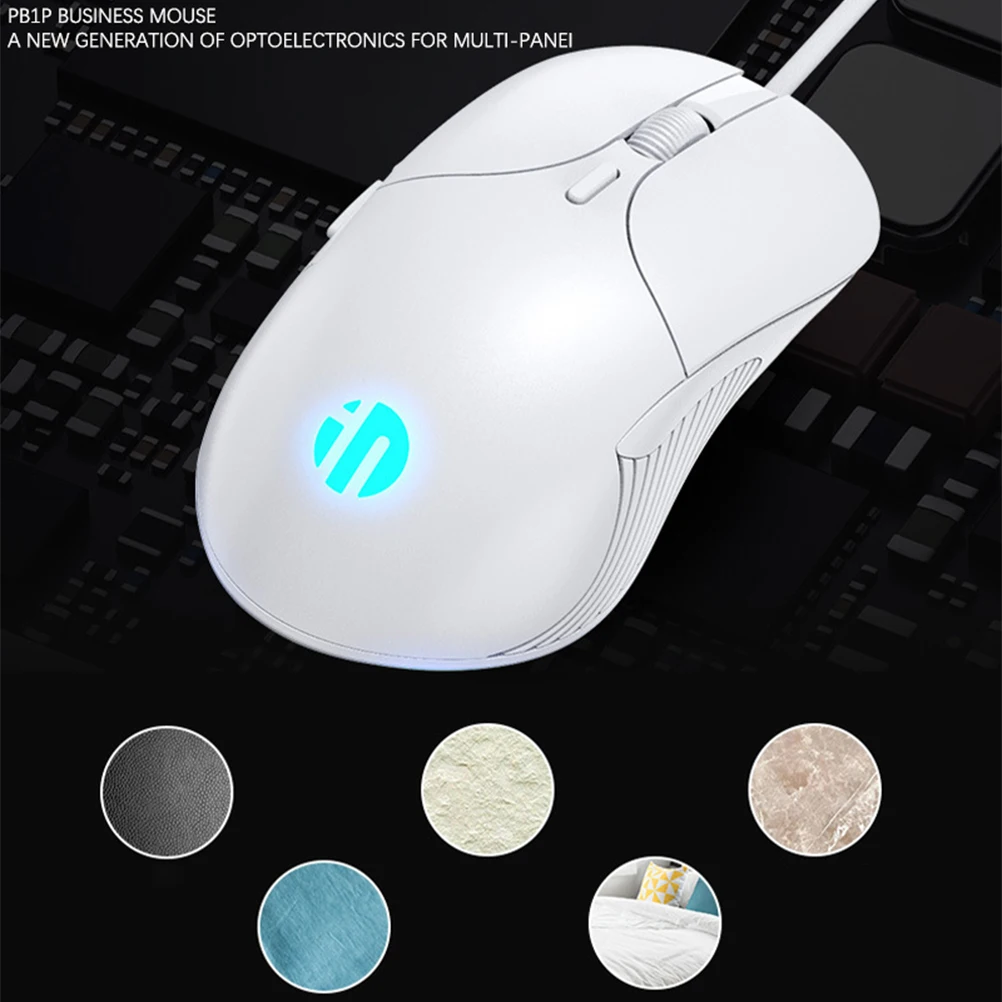 PB1P BUSINESS MOUSE
A NEW GENERATION OF OPTOELECTRONICS FOR MULTI-PANEI